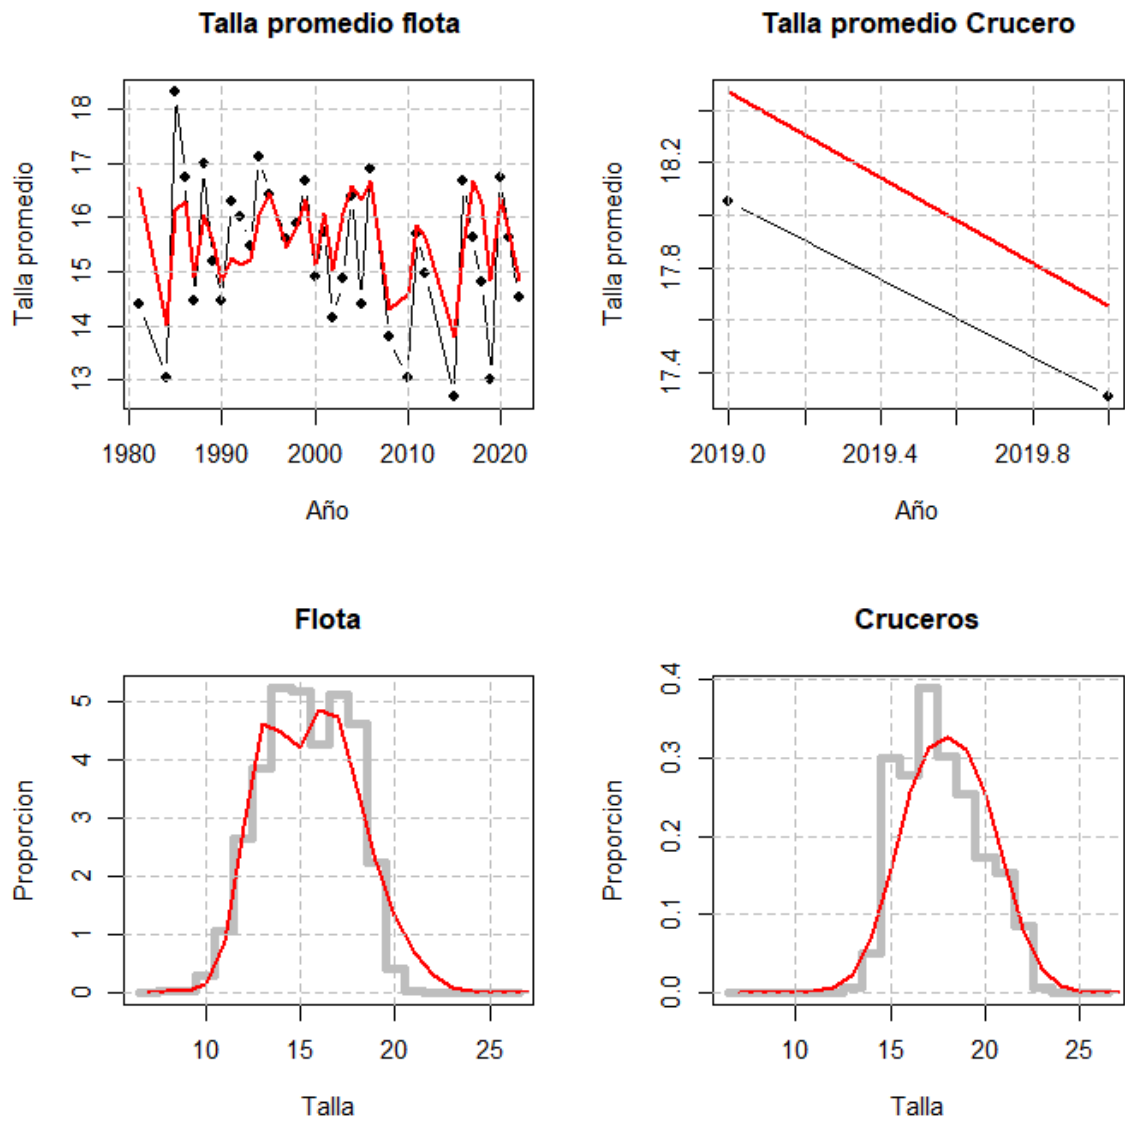 Talla promedio flota
Talla promedio
18
17
16
15
14
13
1980 1990 2000 2010 2020
Año
Talla promedio Crucero
Talla promedio
18.2
17.8
17.4
2019.0 2019.4 2019.8
Año
Flota
Proporcion
5
4
3
2
1
0
10 15 20 25
Talla
Cruceros
Proporcion
0.4
0.3
0.2
0.1
0.0
10 15 20 25
Talla